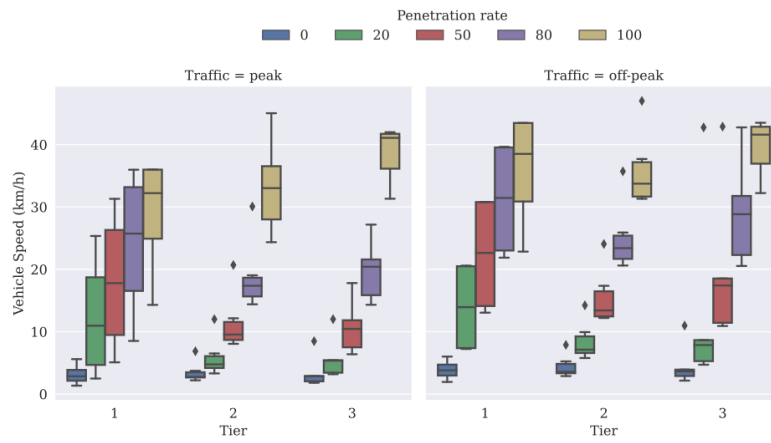 Penetration rate
0 20 50 80 100
Traffic = peak
Traffic = off-peak
Vehicle Speed (km/h)
40
30
20
10
0
1 2 3
Tier
1 2 3
Tier